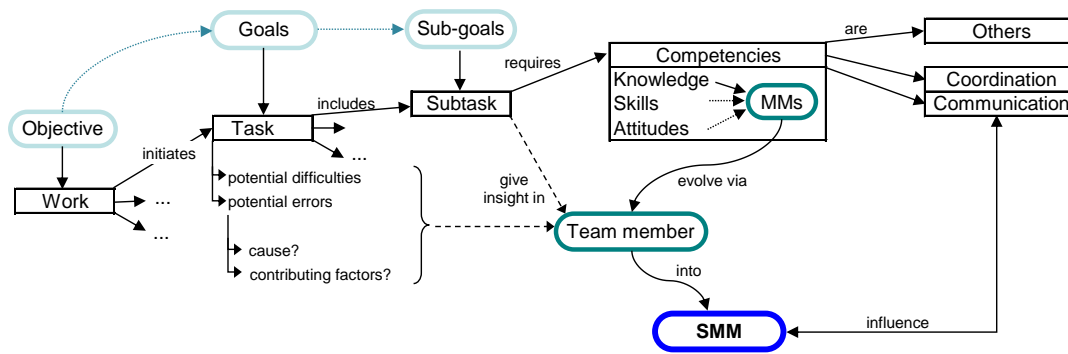 Goals
Sub-goals
are
Others
Competencies
requires
Knowledge
Skills
Attitudes
MMs
Coordination
Communication
includes
Subtask
Objective
Task
initiates
...
Work
...
...
potential difficulties
potential errors
cause?
contributing factors?
give
insight in
evolve via
Team member
into
SMM
influence